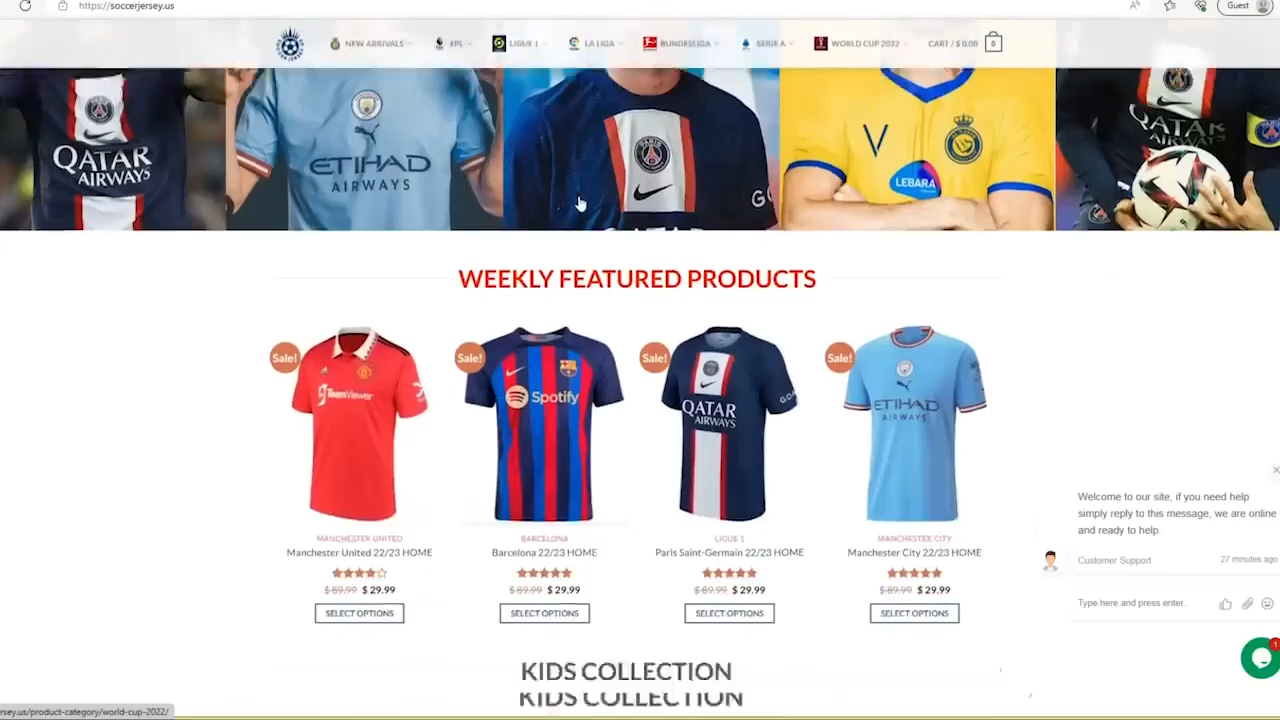 https://soccerjersey.us
Guest
NEW ARRIVALS EPL LIGUE 1 LA LIGA BUNDESLIGA SERIE A WORLD CUP 2022 CART / $ 0.00 0
QATAR AIRWAYS
ETIHAD AIRWAYS
PARIS
GO
V
LEBARA
QATAR AIRWAYS
WEEKLY FEATURED PRODUCTS
Sale! Sale! Sale! Sale!
TeamViewer
Spotify
QATAR AIRWAYS
GOA
ETIHAD AIRWAYS
MANCHESTER UNITED BARCELONA LIGUE 1 MANCHESTER CITY
Manchester United 22/23 HOME Barcelona 22/23 HOME Paris Saint-Germain 22/23 HOME Manchester City 22/23 HOME
$ 89.99 $ 29.99 $ 89.99 $ 29.99 $ 89.99 $ 29.99 $ 89.99 $ 29.99
SELECT OPTIONS SELECT OPTIONS SELECT OPTIONS SELECT OPTIONS
Welcome to our site, if you need help
simply reply to this message, we are online
and ready to help.
Customer Support 27 minutes ago
Type here and press enter..
1
KIDS COLLECTION
KIDS COLLECTION
rsey.us/product-category/world-cup-2022/